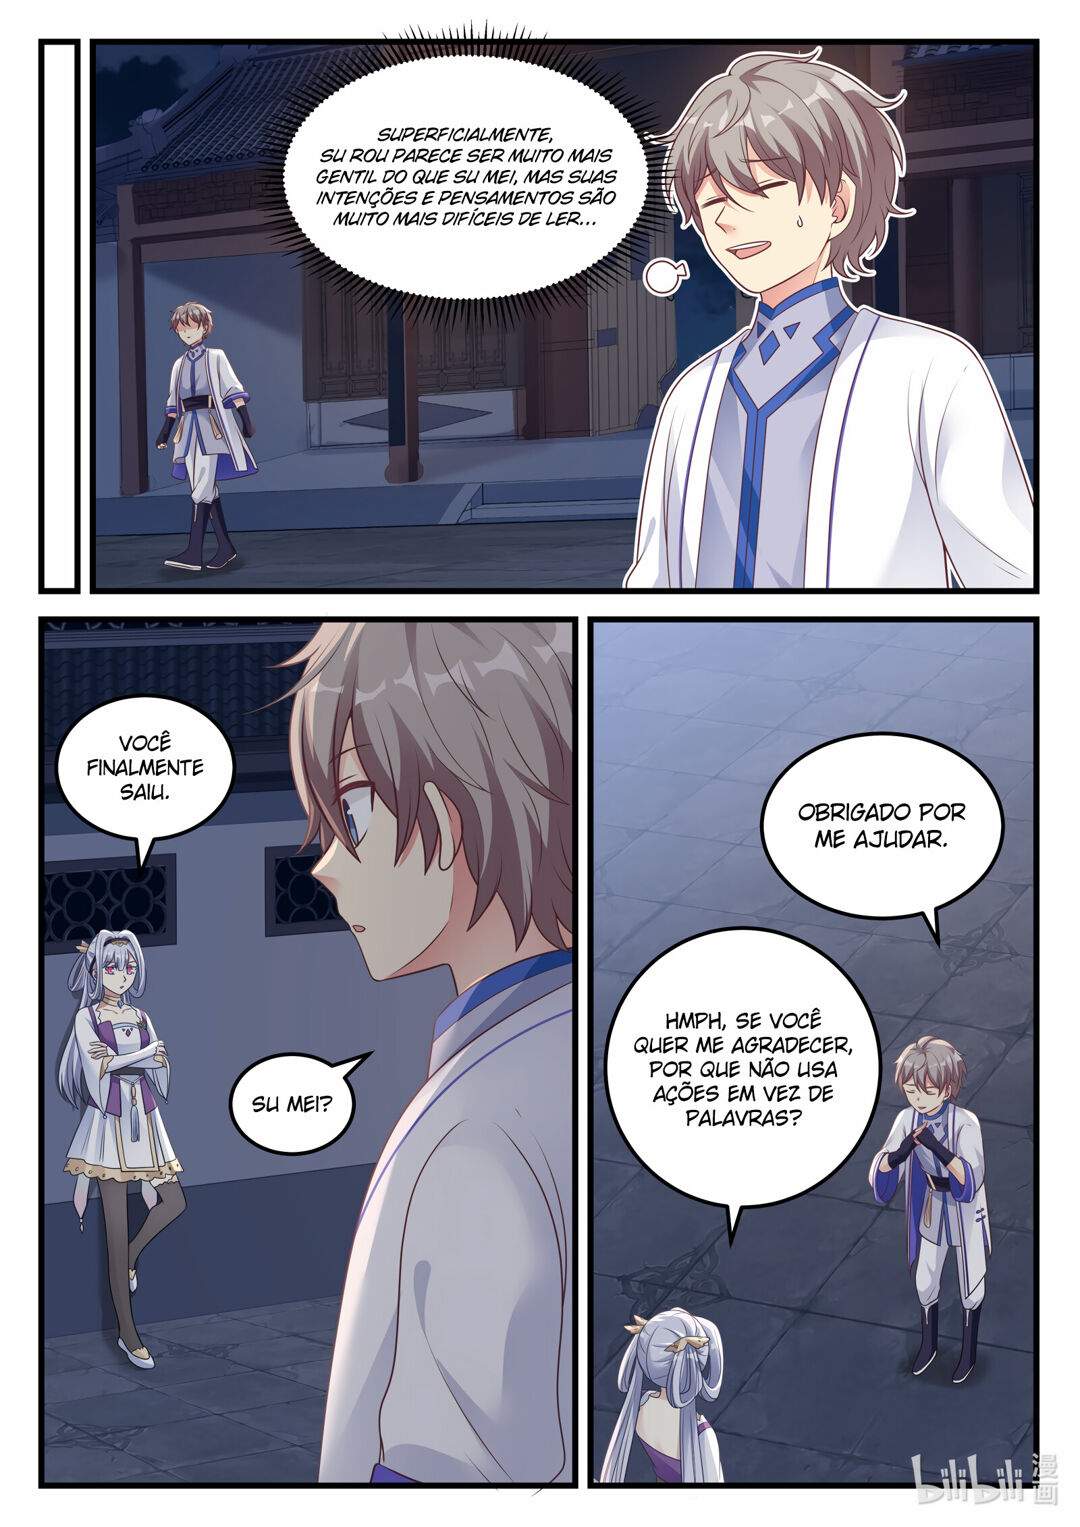 SUPERFICIALMENTE,
SU ROU PARECE SER MUITO MAIS
GENTIL DO QUE SU MEI, MAS SUAS
INTENÇÕES E PENSAMENTOS SÃO
MUITO MAIS DIFÍCEIS DE LER...
VOCÊ
FINALMENTE
SAIU.
SU MEI?
OBRIGADO POR
ME AJUDAR.
HMPH, SE VOCÊ
QUER ME AGRADECER,
POR QUE NÃO USA
AÇÕES EM VEZ DE
PALAVRAS?
bilibili 漫画